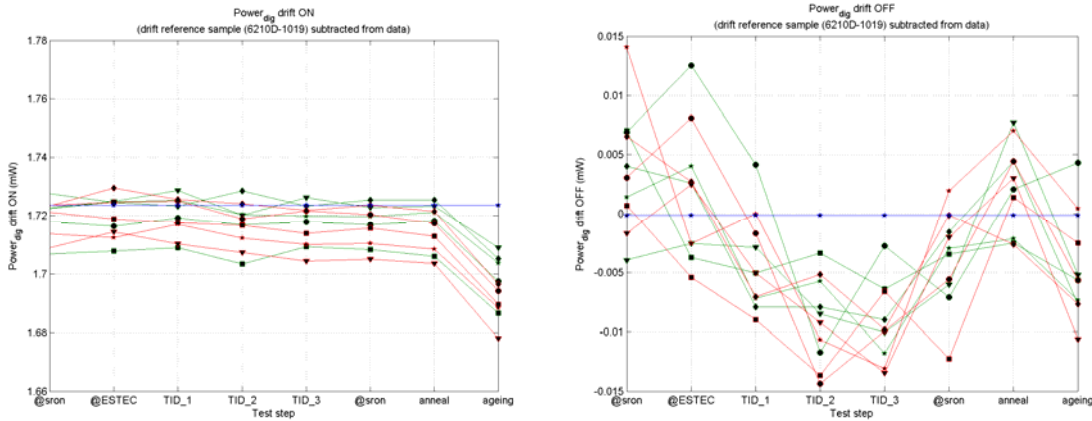 Power_dig drift ON
(drift reference sample (6210D-1019) subtracted from data)
1.78
1.76
1.74
1.72
1.7
1.68
1.66
Power_dig drift ON (mW)
@sron @ESTEC TID_1 TID_2 TID_3 @sron anneal ageing
Test step
Power_dig drift OFF
(drift reference sample (6210D-1019) subtracted from data)
0.015
0.01
0.005
0
-0.005
-0.01
-0.015
Power_dig drift OFF (mW)
@sron @ESTEC TID_1 TID_2 TID_3 @sron anneal ageing
Test step